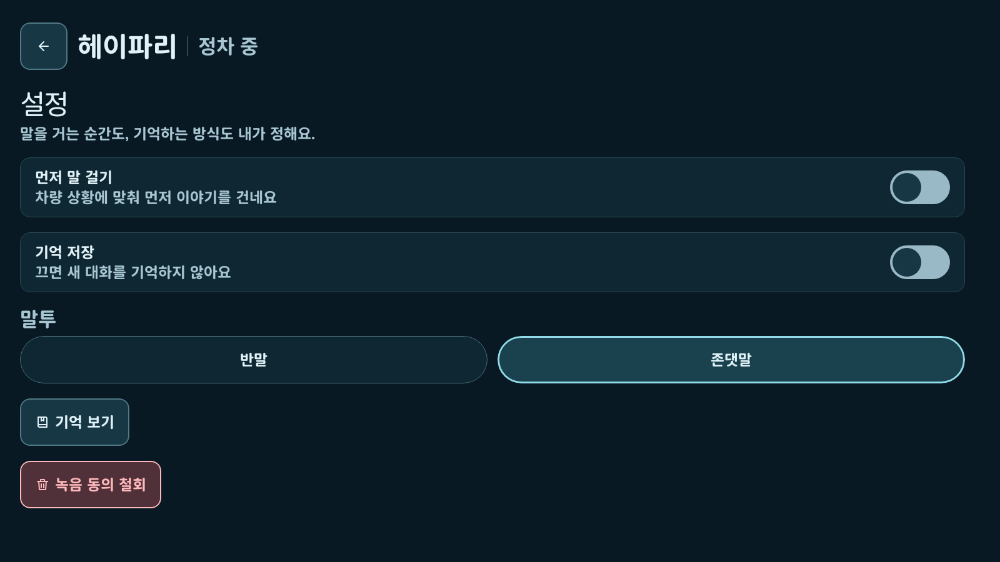 헤이파리
정차 중
설정
말을 거는 순간도, 기억하는 방식도 내가 정해요.
먼저 말 걸기
차량 상황에 맞춰 먼저 이야기를 건네요
기억 저장
끄면 새 대화를 기억하지 않아요
말투
반말
존댓말
기억 보기
녹음 동의 철회